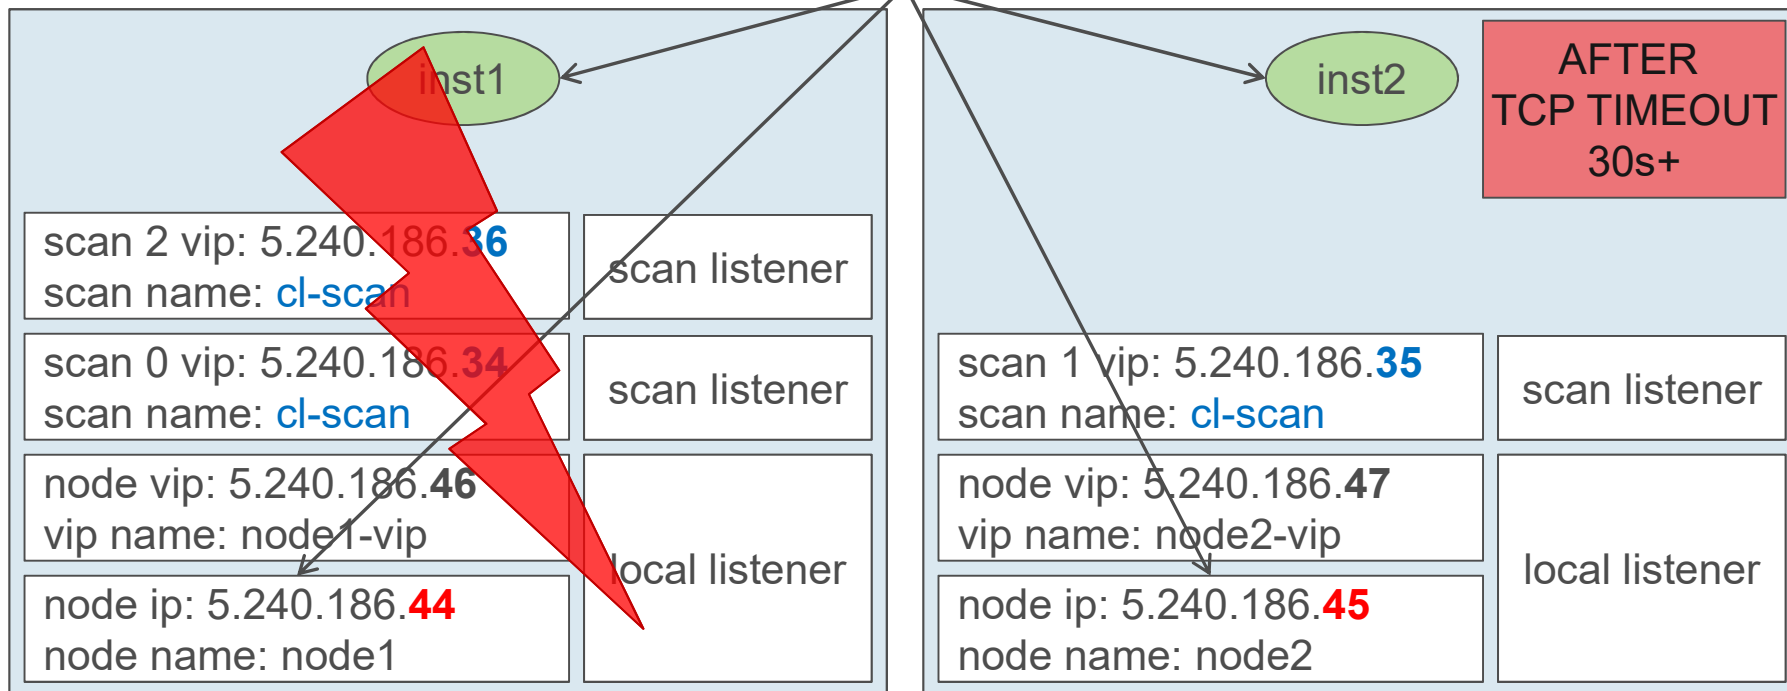 inst1
scan 2 vip: 5.240.186.36
scan name: cl-scan
scan listener
scan 0 vip: 5.240.186.34
scan name: cl-scan
scan listener
node vip: 5.240.186.46
vip name: node1-vip
local listener
node ip: 5.240.186.44
node name: node1
inst2
AFTER
TCP TIMEOUT
30s+
scan 1 vip: 5.240.186.35
scan name: cl-scan
scan listener
node vip: 5.240.186.47
vip name: node2-vip
local listener
node ip: 5.240.186.45
node name: node2